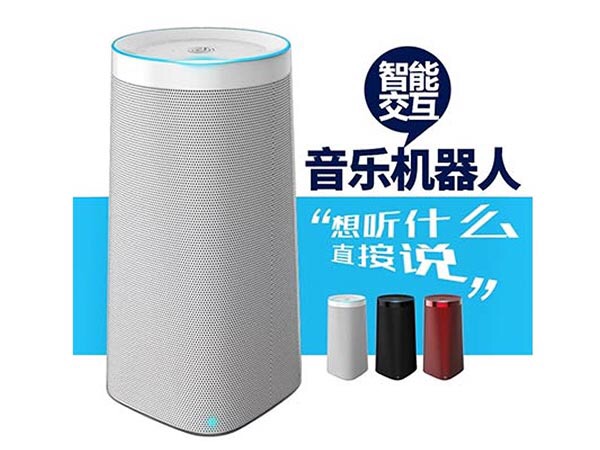 智能
交互
音乐机器人
“想听什么
直接说”